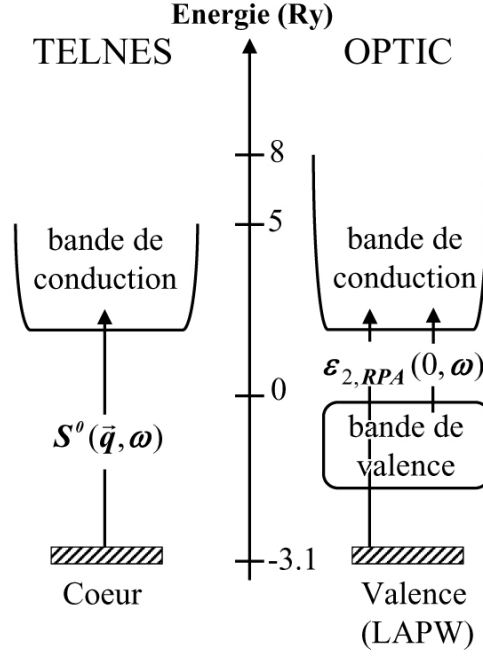 Energie (Ry)
TELNES
OPTIC
8
5
bande de
conduction
bande de
conduction
ε2,RPA(0,ω)
0
S⁰(q⃗,ω)
bande de
valence
-3.1
Coeur
Valence
(LAPW)